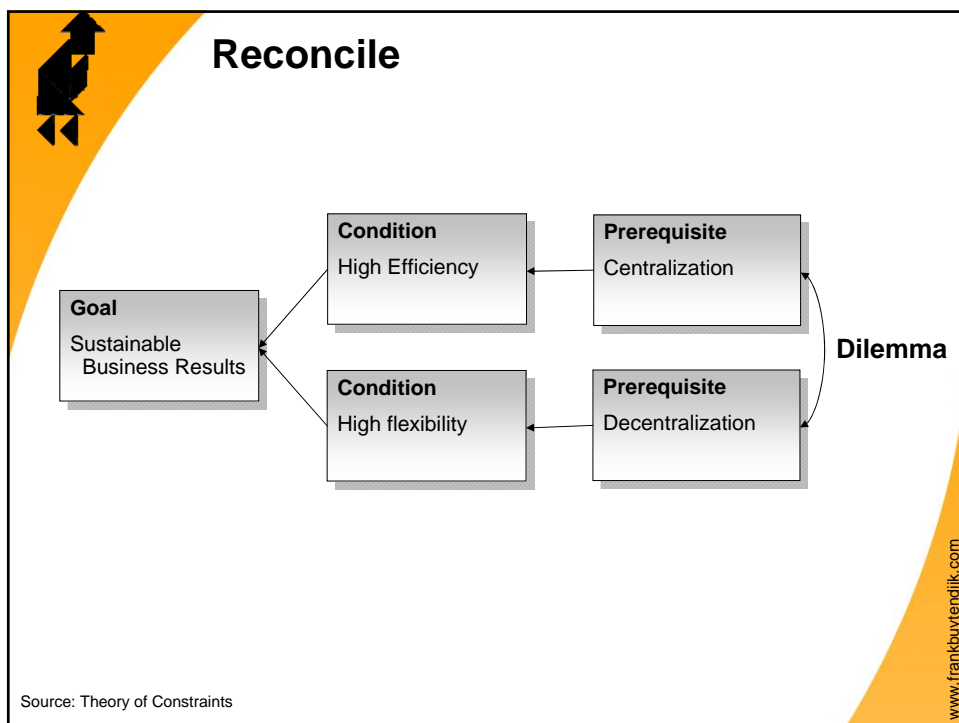 Reconcile
Condition
High Efficiency
Prerequisite
Centralization
Goal
Sustainable
Business Results
Dilemma
Condition
High flexibility
Prerequisite
Decentralization
Source: Theory of Constraints
www.frankbuytendijk.com